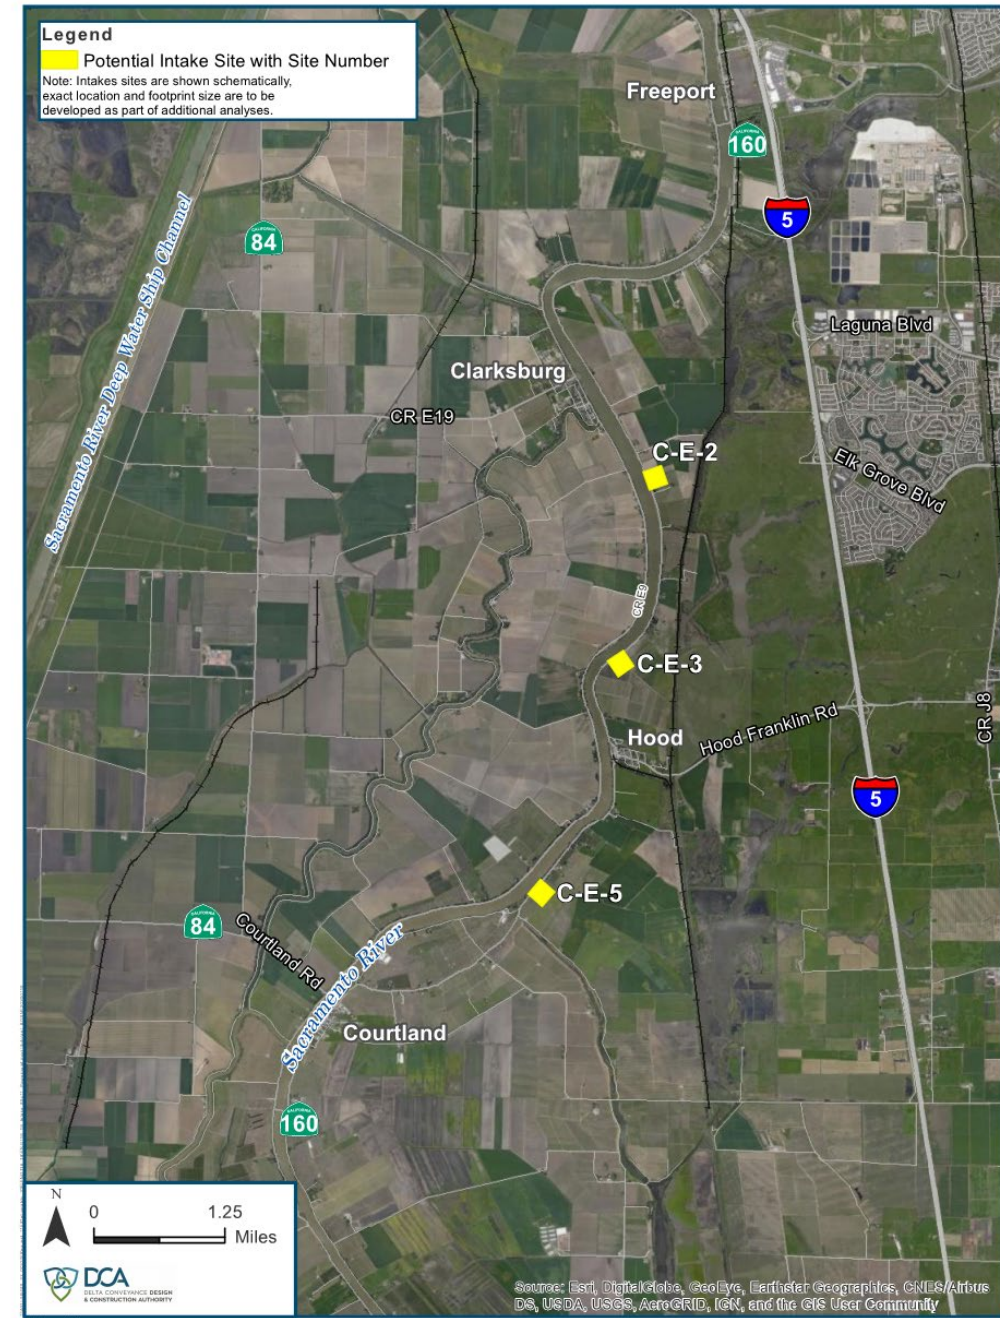 Legend
Potential Intake Site with Site Number
Note: Intakes sites are shown schematically,
exact location and footprint size are to be
developed as part of additional analyses.
Freeport
CALIFORNIA
160
5
CALIFORNIA
84
Sacramento River Deep Water Ship Channel
Laguna Blvd
Clarksburg
CR E19
C-E-2
Elk Grove Blvd
CR E9
C-E-3
Hood
Hood Franklin Rd
CR J8
5
C-E-5
CALIFORNIA
84
Courtland Rd
Sacramento River
Courtland
CALIFORNIA
160
N
0 1.25
Miles
DCA
DELTA CONVEYANCE DESIGN
& CONSTRUCTION AUTHORITY
Source: Esri, DigitalGlobe, GeoEye, Earthstar Geographics, CNES/Airbus
DS, USDA, USGS, AeroGRID, IGN, and the GIS User Community